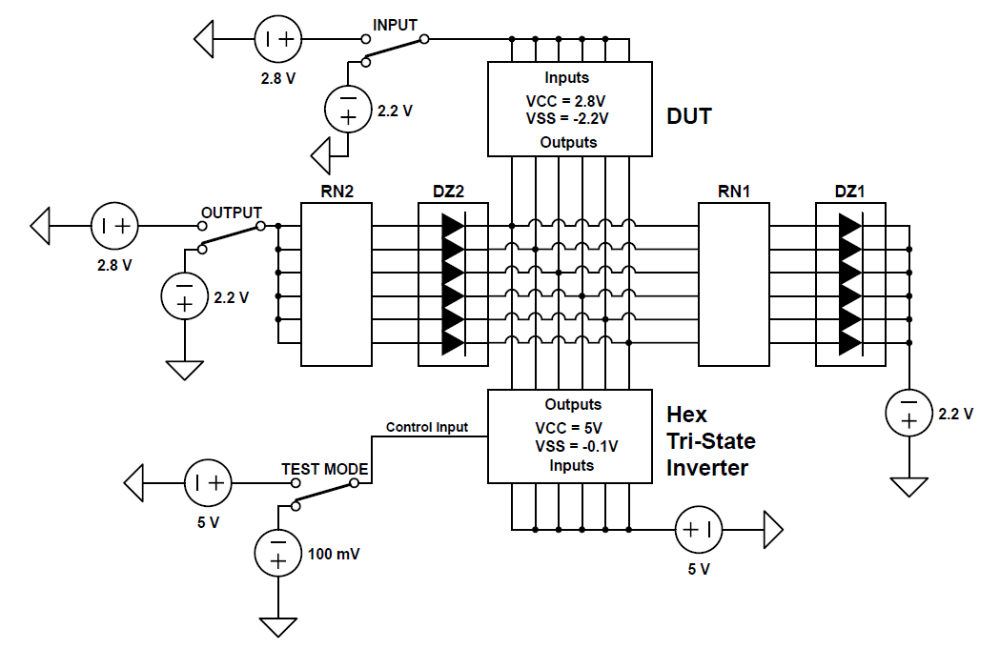 INPUT
2.8 V
2.2 V
Inputs
VCC = 2.8V
VSS = -2.2V
Outputs
DUT
RN2
DZ2
RN1
DZ1
OUTPUT
2.8 V
2.2 V
Outputs
VCC = 5V
VSS = -0.1V
Inputs
Hex
Tri-State
Inverter
2.2 V
Control Input
TEST MODE
5 V
100 mV
5 V